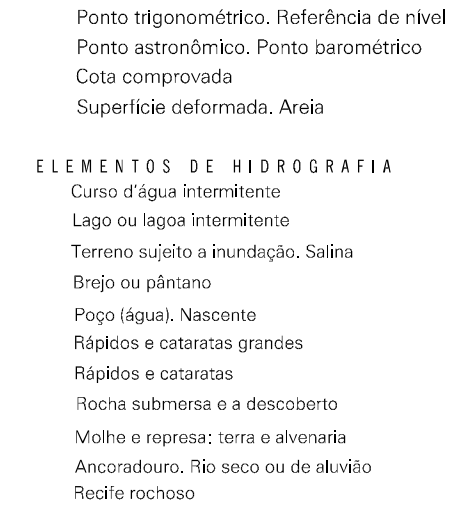 Ponto trigonométrico. Referência de nível
Ponto astronômico. Ponto barométrico
Cota comprovada
Superfície deformada. Areia
ELEMENTOS DE HIDROGRAFIA
Curso d'água intermitente
Lago ou lagoa intermitente
Terreno sujeito a inundação. Salina
Brejo ou pântano
Poço (água). Nascente
Rápidos e cataratas grandes
Rápidos e cataratas
Rocha submersa e a descoberto
Molhe e represa: terra e alvenaria
Ancoradouro. Rio seco ou de aluvião
Recife rochoso